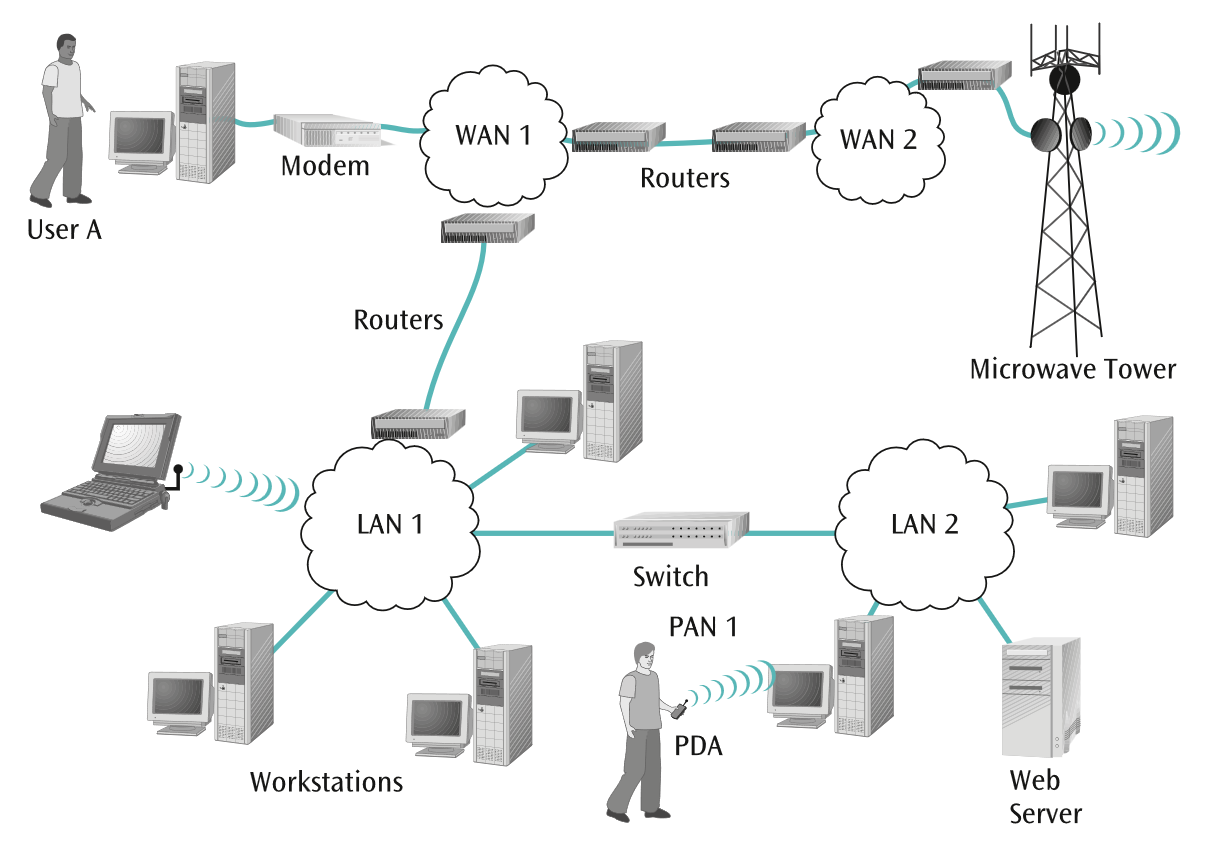 WAN 1
WAN 2
Modem
Routers
User A
Routers
Microwave Tower
LAN 1
LAN 2
Switch
PAN 1
PDA
Workstations
Web
Server